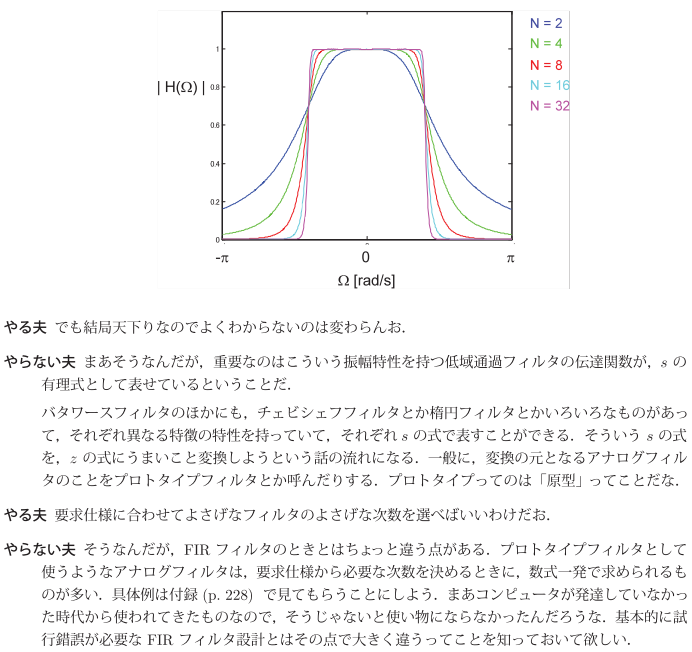 N = 2
N = 4
N = 8
N = 16
N = 32
| H(Ω) |
1
0.8
0.6
0.4
0.2
0
-π 0 π
Ω [rad/s]
やる夫 でも結局天下りなのでよくわからないのは変わらんお．
やらない夫 まあそうなんだが，重要なのはこういう振幅特性を持つ低域通過フィルタの伝達関数が，s の
有理式として表せているということだ．
バタワースフィルタのほかにも，チェビシェフフィルタとか楕円フィルタとかいろいろなものがあっ
て，それぞれ異なる特徴の特性を持っていて，それぞれ s の式で表すことができる．そういう s の式
を，z の式にうまいこと変換しようという話の流れになる．一般に，変換の元となるアナログフィル
タのことをプロトタイプフィルタとか呼んだりする．プロトタイプってのは「原型」ってことだな．
やる夫 要求仕様に合わせてよさげなフィルタのよさげな次数を選べばいいわけだお．
やらない夫 そうなんだが，FIR フィルタのときとはちょっと違う点がある．プロトタイプフィルタとして
使うようなアナログフィルタは，要求仕様から必要な次数を決めるときに，数式一発で求められるも
のが多い．具体例は付録 (p. 228) で見てもらうことにしよう．まあコンピュータが発達していなかっ
た時代から使われてきたものなので，そうじゃないと使い物にならなかったんだろうな．基本的に試
行錯誤が必要な FIR フィルタ設計とはその点で大きく違うってことを知っておいて欲しい．